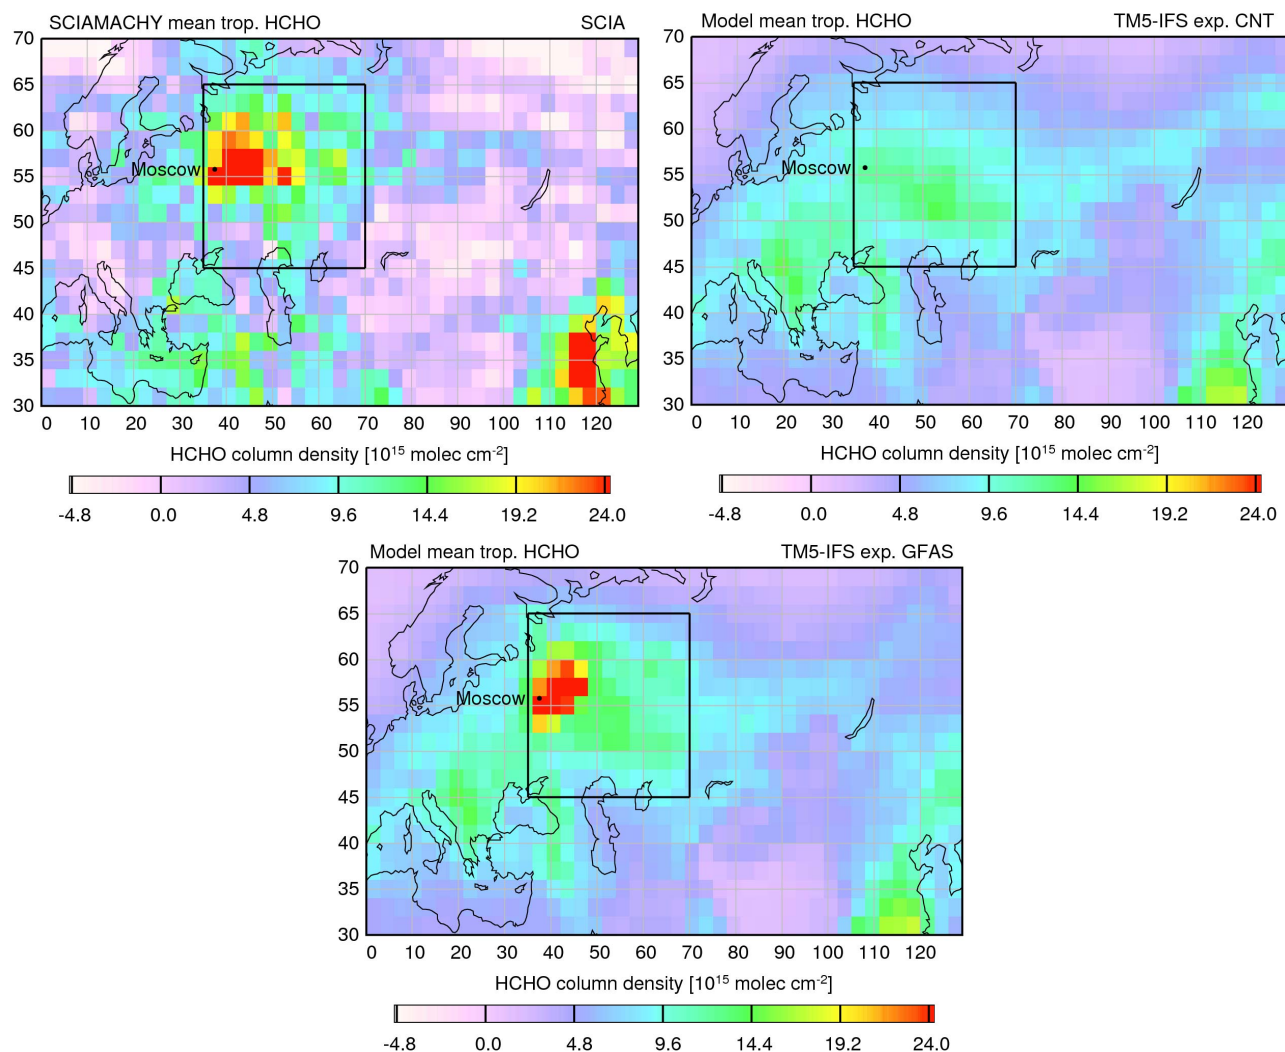 SCIAMACHY mean trop. HCHO SCIA
70
65
60
Moscow
55
50
45
40
35
30
0 10 20 30 40 50 60 70 80 90 100 110 120
HCHO column density [10¹⁵ molec cm⁻²]
-4.8 0.0 4.8 9.6 14.4 19.2 24.0
Model mean trop. HCHO TM5-IFS exp. CNT
70
65
60
Moscow
55
50
45
40
35
30
0 10 20 30 40 50 60 70 80 90 100 110 120
HCHO column density [10¹⁵ molec cm⁻²]
-4.8 0.0 4.8 9.6 14.4 19.2 24.0
Model mean trop. HCHO TM5-IFS exp. GFAS
70
65
60
Moscow
55
50
45
40
35
30
0 10 20 30 40 50 60 70 80 90 100 110 120
HCHO column density [10¹⁵ molec cm⁻²]
-4.8 0.0 4.8 9.6 14.4 19.2 24.0